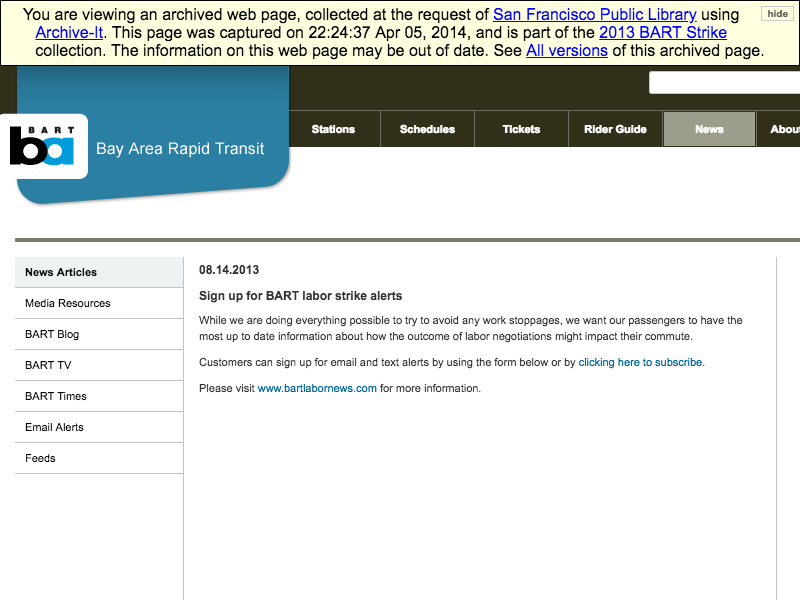 You are viewing an archived web page, collected at the request of San Francisco Public Library using
Archive-It. This page was captured on 22:24:37 Apr 05, 2014, and is part of the 2013 BART Strike
collection. The information on this web page may be out of date. See All versions of this archived page.
hide
BART
ba
Bay Area Rapid Transit
Stations
Schedules
Tickets
Rider Guide
News
Abou
News Articles
Media Resources
BART Blog
BART TV
BART Times
Email Alerts
Feeds
08.14.2013
Sign up for BART labor strike alerts
While we are doing everything possible to try to avoid any work stoppages, we want our passengers to have the
most up to date information about how the outcome of labor negotiations might impact their commute.
Customers can sign up for email and text alerts by using the form below or by clicking here to subscribe.
Please visit www.bartlabornews.com for more information.